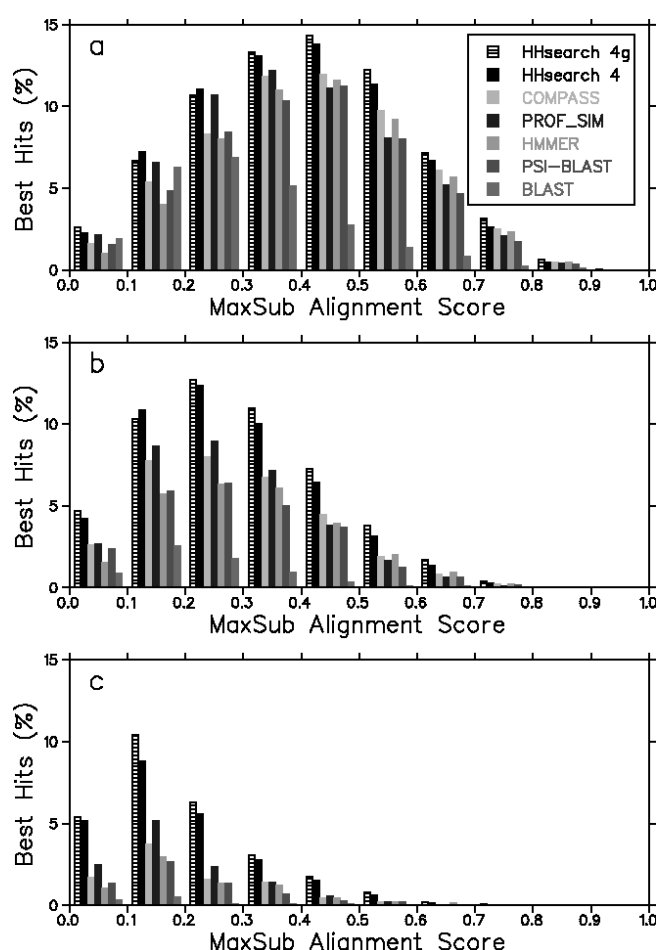 a
HHsearch 4g
HHsearch 4
COMPASS
PROF_SIM
HMMER
PSI-BLAST
BLAST
15
10
5
0
Best Hits (%)
0.0 0.1 0.2 0.3 0.4 0.5 0.6 0.7 0.8 0.9 1.0
MaxSub Alignment Score
b
15
10
5
0
Best Hits (%)
0.0 0.1 0.2 0.3 0.4 0.5 0.6 0.7 0.8 0.9 1.0
MaxSub Alignment Score
c
15
10
5
0
Best Hits (%)
0.0 0.1 0.2 0.3 0.4 0.5 0.6 0.7 0.8 0.9 1.0
MaxSub Alignment Score